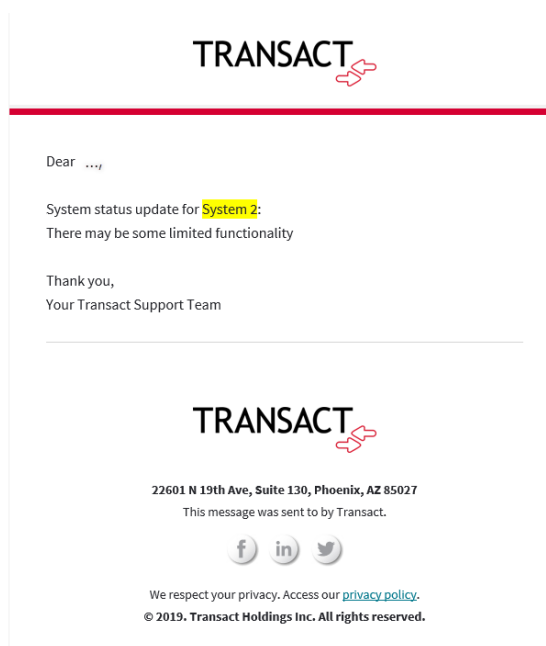 TRANSACT
Dear ...,
System status update for System 2:
There may be some limited functionality
Thank you,
Your Transact Support Team
TRANSACT
22601 N 19th Ave, Suite 130, Phoenix, AZ 85027
This message was sent to by Transact.
f in
We respect your privacy. Access our privacy policy.
© 2019. Transact Holdings Inc. All rights reserved.